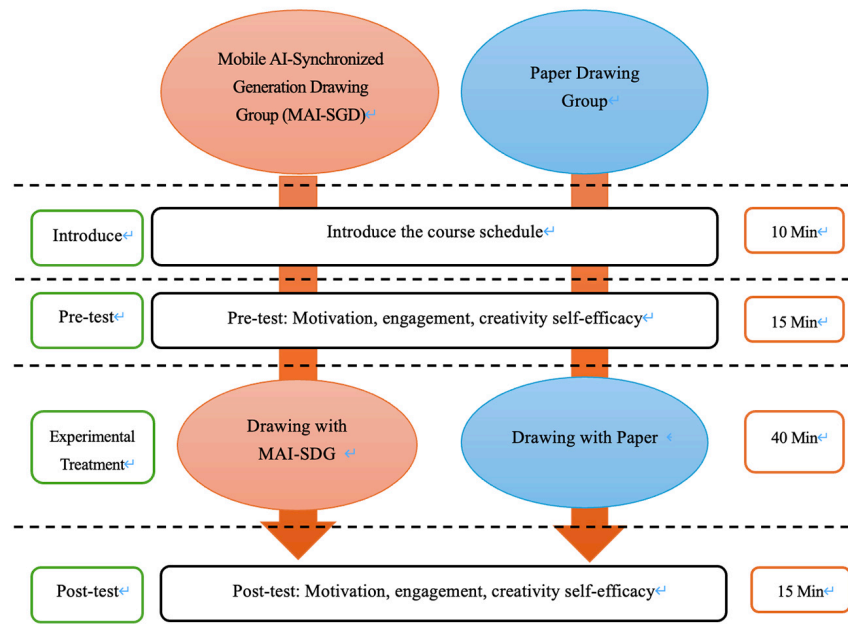 Mobile AI-Synchronized
Generation Drawing
Group (MAI-SGD)↵
Paper Drawing
Group↵
Introduce↵
Introduce the course schedule↵
10 Min↵
Pre-test↵
Pre-test: Motivation, engagement, creativity self-efficacy↵
15 Min↵
Experimental
Treatment↵
Drawing with
MAI-SDG ↵
Drawing with Paper ↵
40 Min↵
Post-test↵
Post-test: Motivation, engagement, creativity self-efficacy↵
15 Min↵